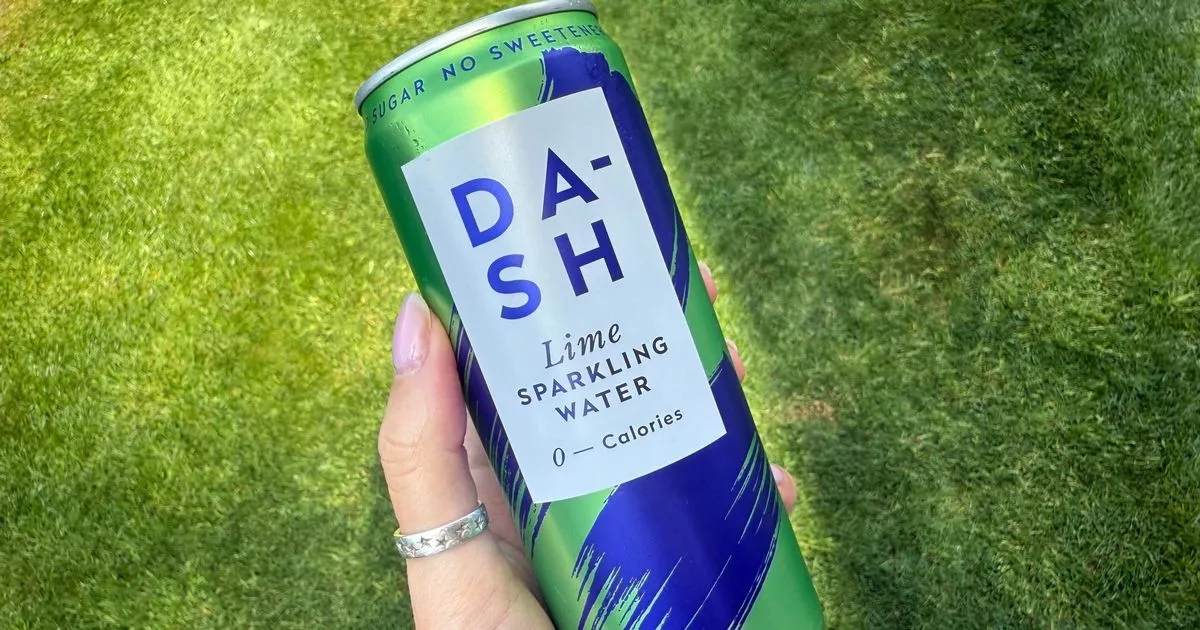 SUGAR NO SWEETENE
DA-
SH
Lime
SPARKLING
WATER
0 — Calories